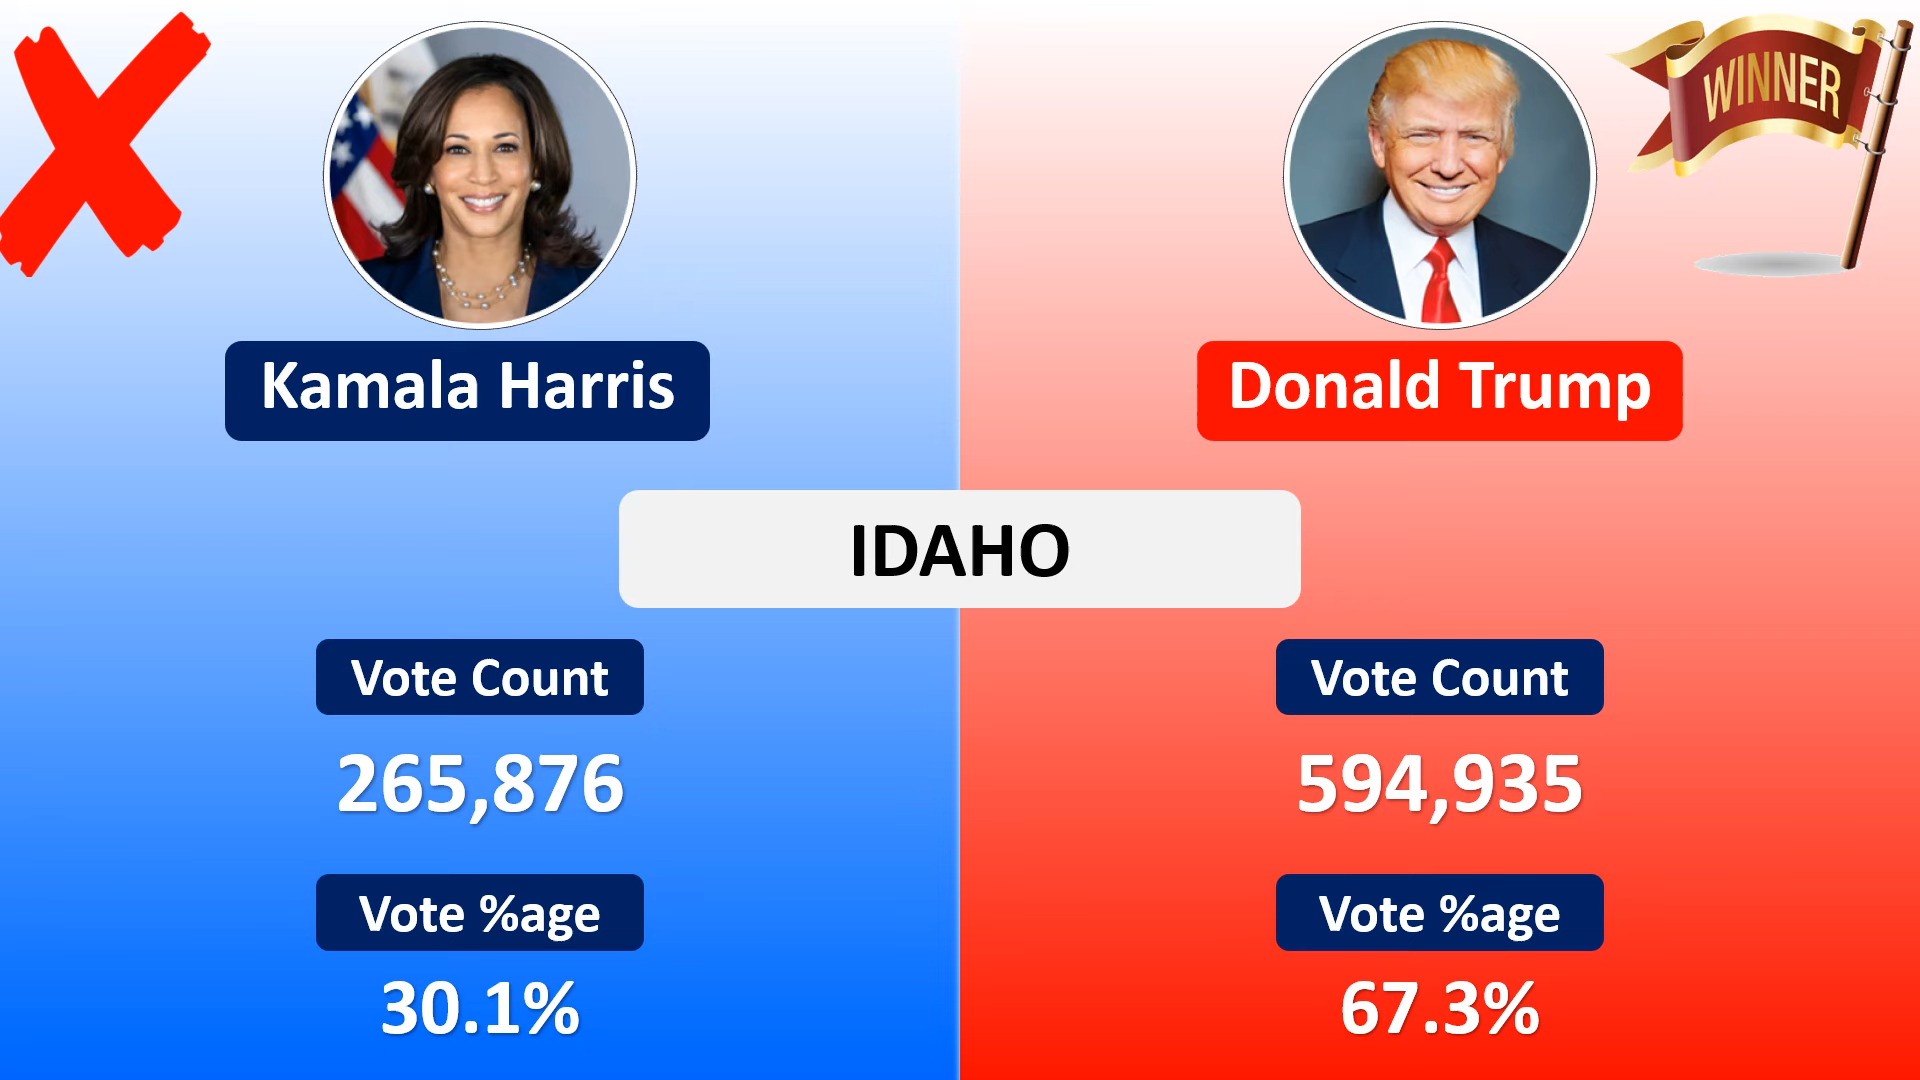 WINNER
Kamala Harris
Donald Trump
IDAHO
Vote Count
Vote Count
265,876
594,935
Vote %age
Vote %age
30.1%
67.3%